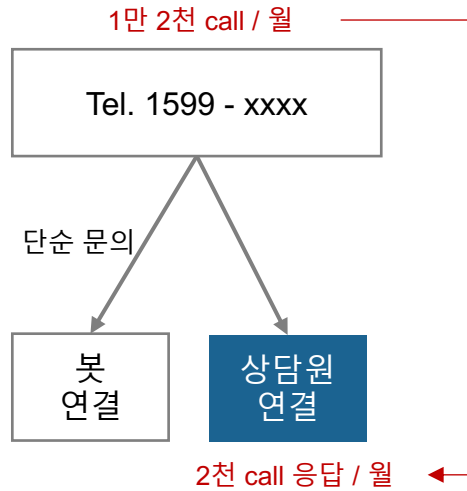 1만 2천 call / 월
Tel. 1599 - xxxx
단순 문의
봇
연결
상담원
연결
2천 call 응답 / 월